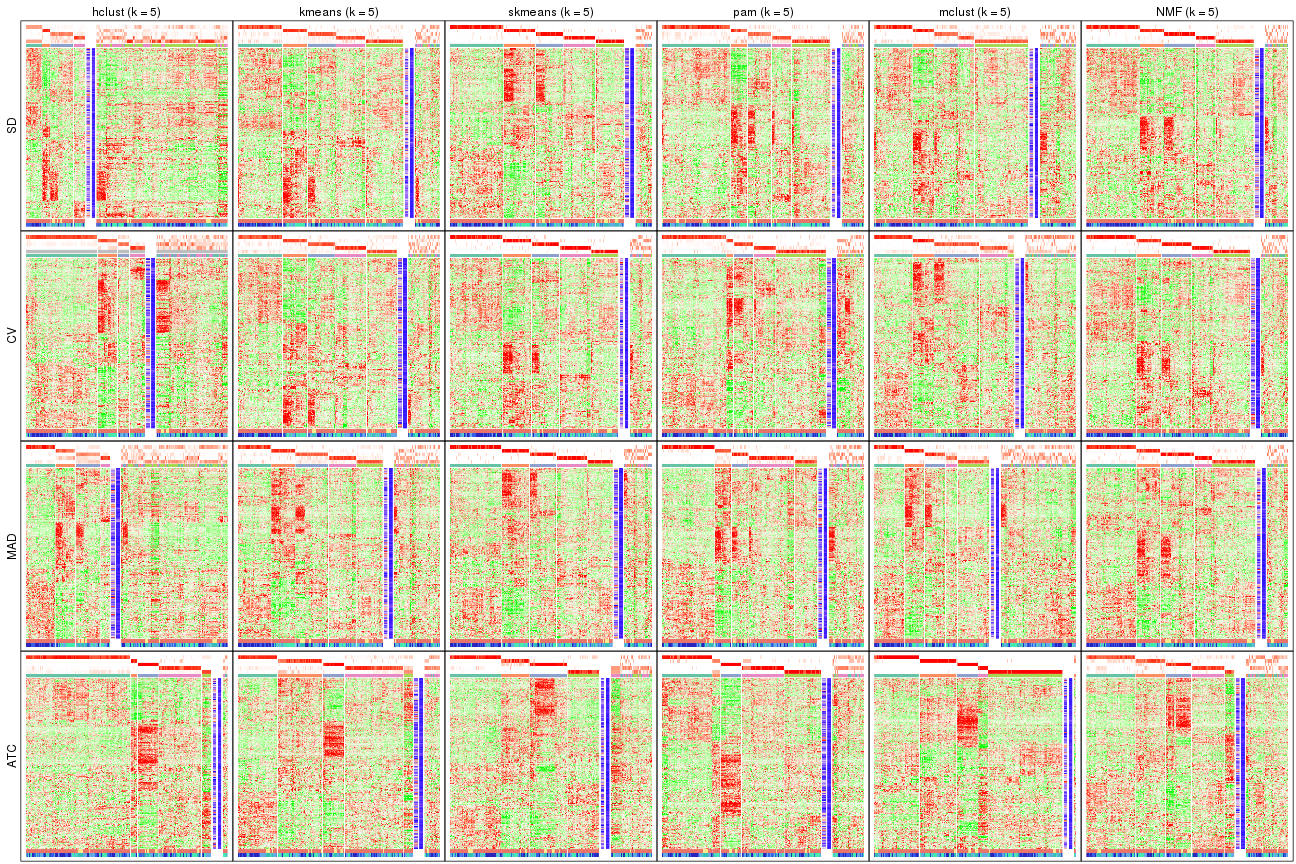 hclust (k = 5) kmeans (k = 5) skmeans (k = 5) pam (k = 5) mclust (k = 5) NMF (k = 5)
SD
CV
MAD
ATC